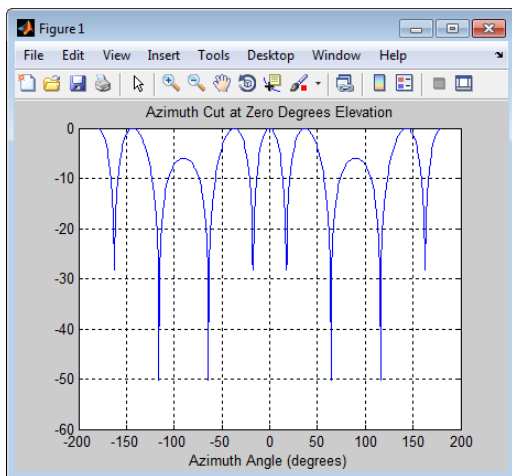 Figure 1
File Edit View Insert Tools Desktop Window Help
Azimuth Cut at Zero Degrees Elevation
0
-10
-20
-30
-40
-50
-60
-200 -150 -100 -50 0 50 100 150 200
Azimuth Angle (degrees)